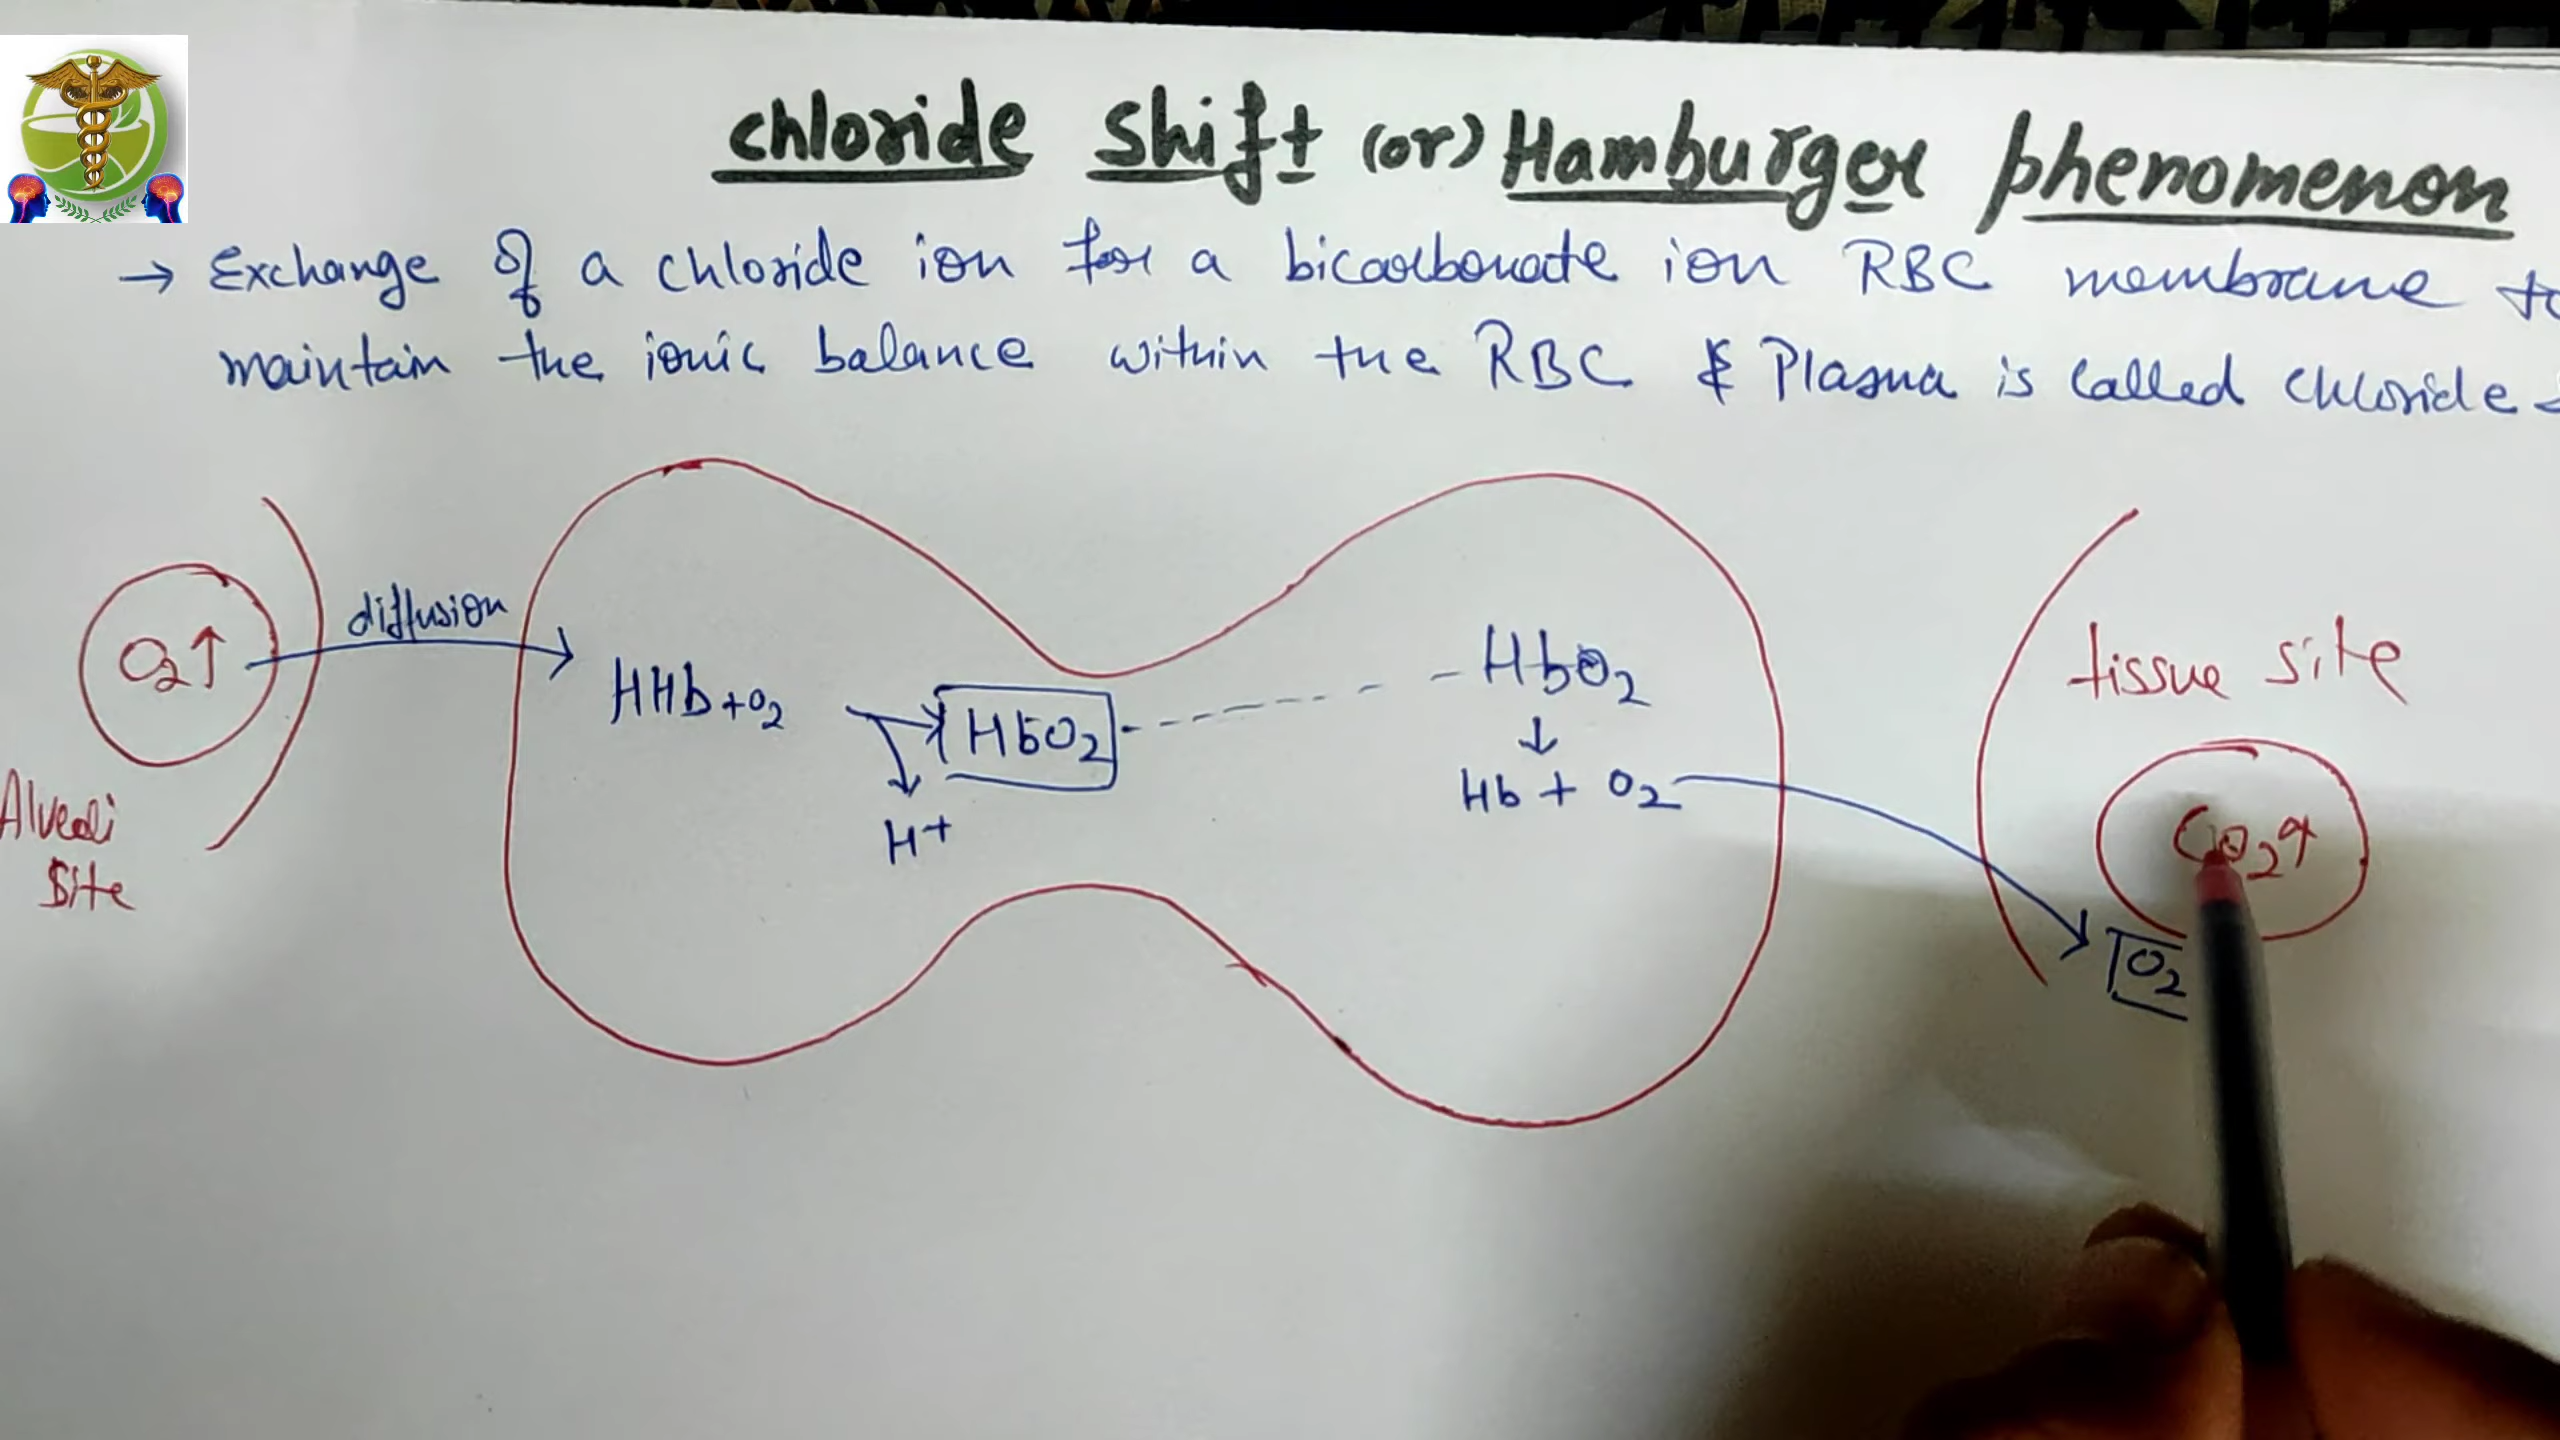 Chloride Shift (or) Hamburger phenomenon
→ Exchange of a chloride ion for a bicarbonate ion RBC membrane to
maintain the ionic balance within the RBC & Plasma is called chloride
O₂↑
diffusion
Alveoli
Site
HHb+O₂
HbO₂
H+
HbO₂
↓
Hb + O₂
tissue site
CO₂↑
O₂